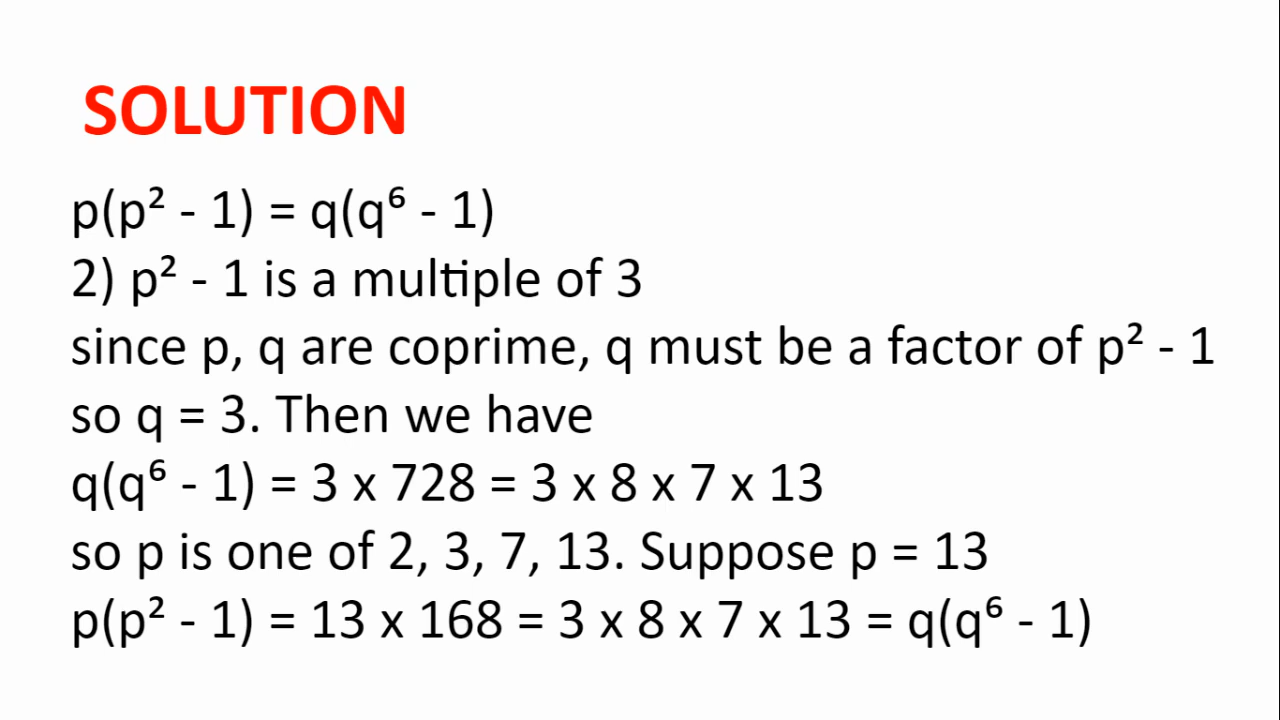 SOLUTION
p(p² - 1) = q(q⁶ - 1)
2) p² - 1 is a multiple of 3
since p, q are coprime, q must be a factor of p² - 1
so q = 3. Then we have
q(q⁶ - 1) = 3 x 728 = 3 x 8 x 7 x 13
so p is one of 2, 3, 7, 13. Suppose p = 13
p(p² - 1) = 13 x 168 = 3 x 8 x 7 x 13 = q(q⁶ - 1)